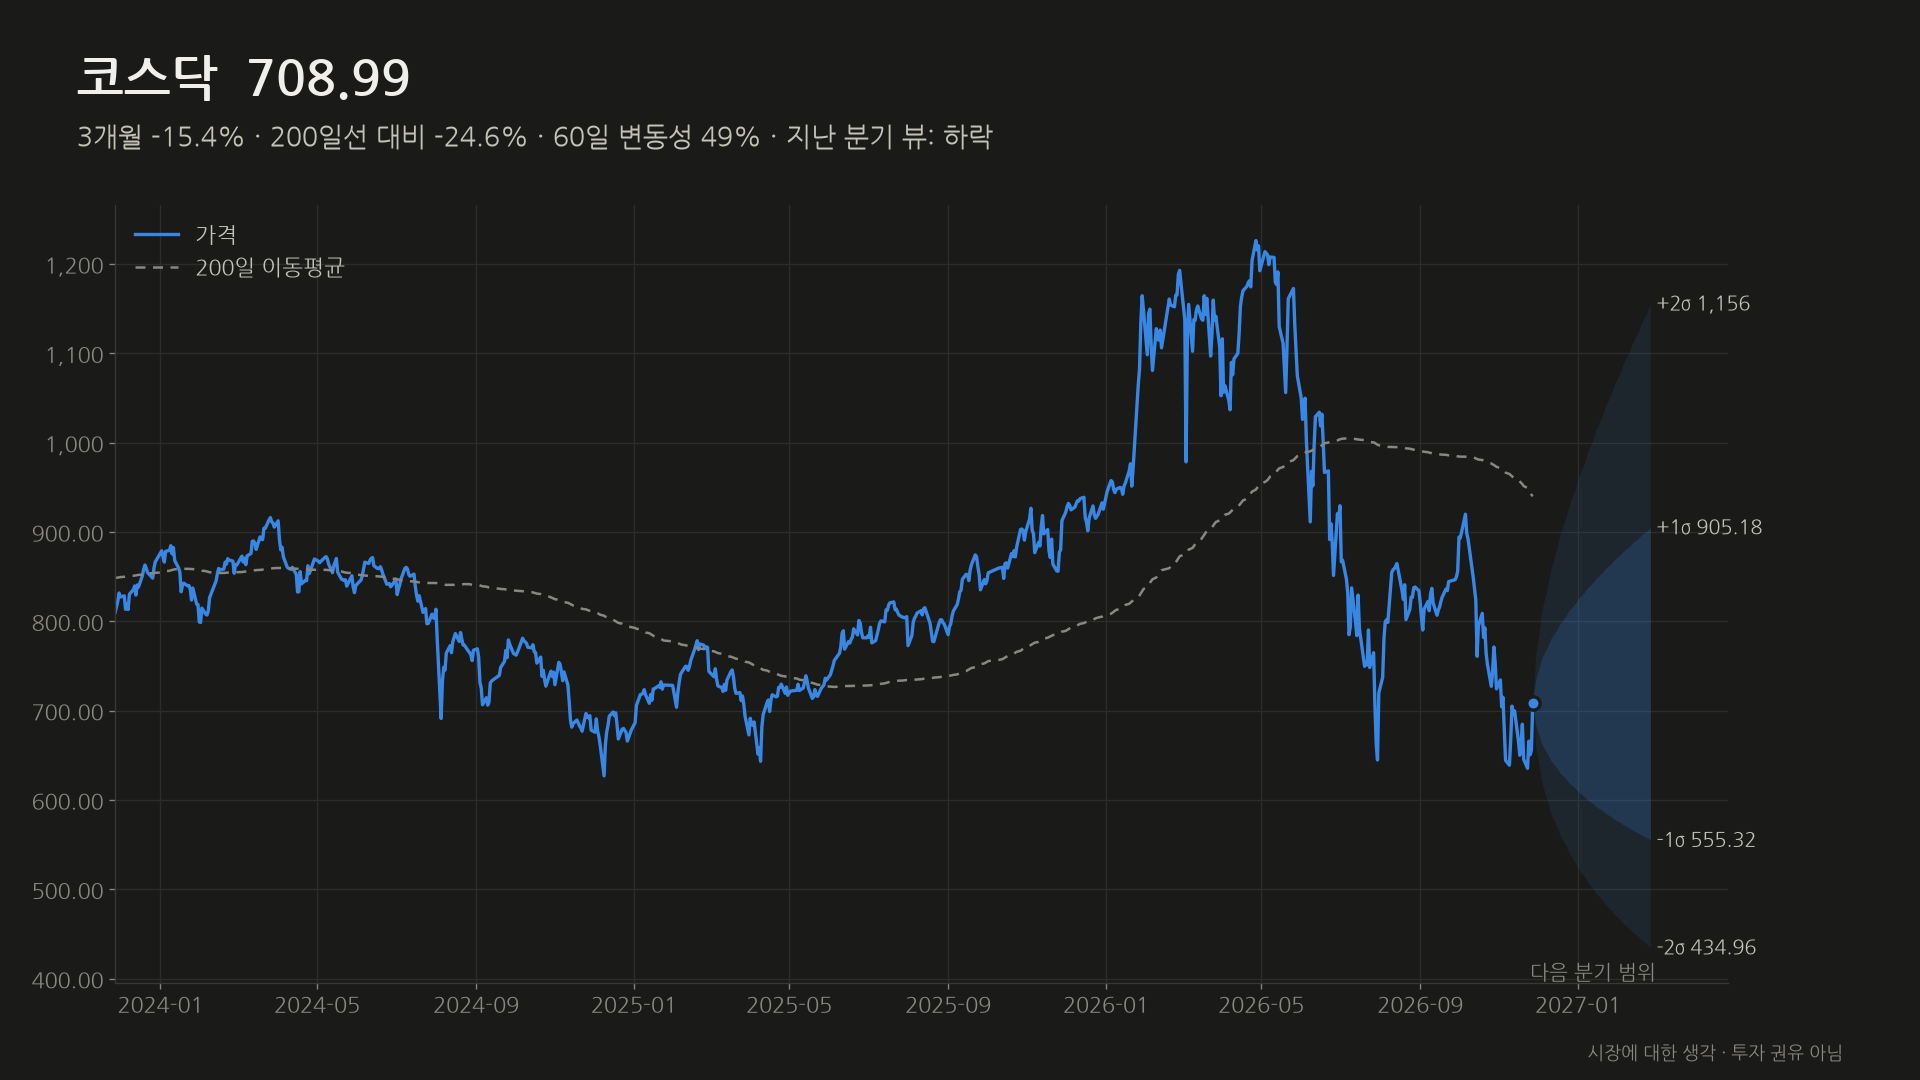 코스닥 708.99
3개월 -15.4% · 200일선 대비 -24.6% · 60일 변동성 49% · 지난 분기 뷰: 하락
가격
200일 이동평균
1,200
1,100
1,000
900.00
800.00
700.00
600.00
500.00
400.00
+2σ 1,156
+1σ 905.18
-1σ 555.32
-2σ 434.96
다음 분기 범위
2024-01 2024-05 2024-09 2025-01 2025-05 2025-09 2026-01 2026-05 2026-09 2027-01
시장에 대한 생각 · 투자 권유 아님